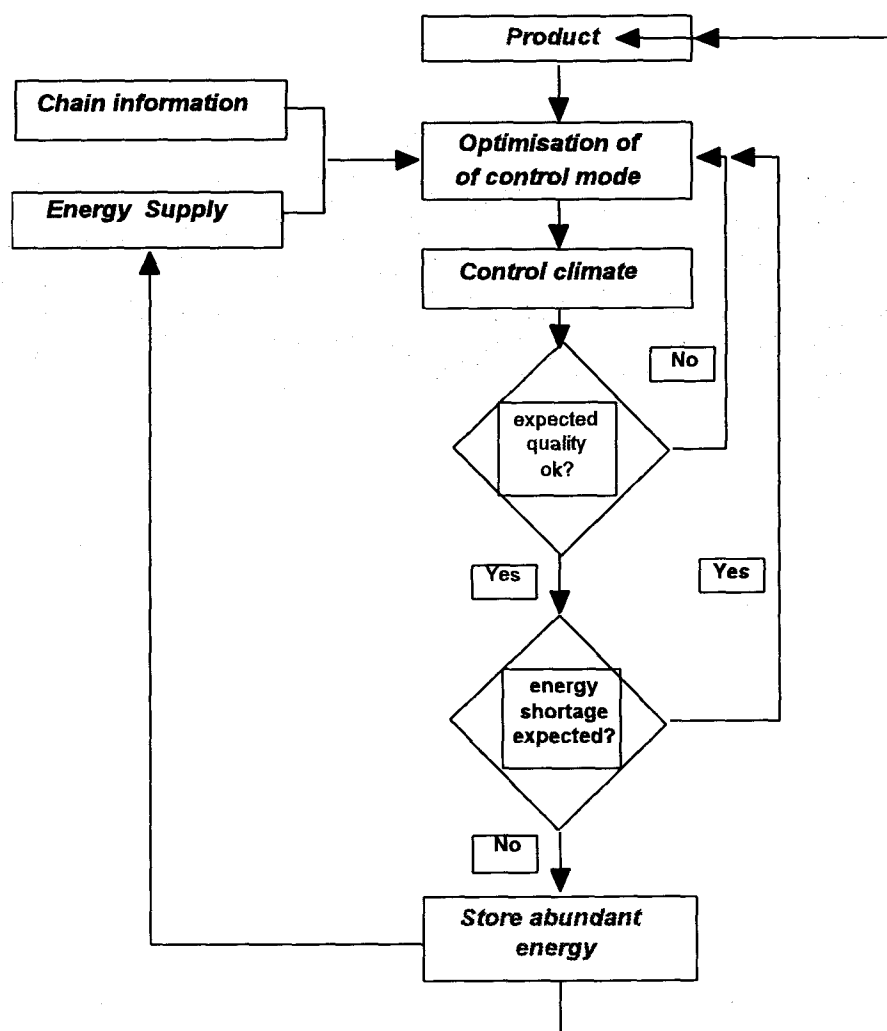 Product
Chain information
Optimisation of
of control mode
Energy Supply
Control climate
No
expected
quality
ok?
Yes
Yes
energy
shortage
expected?
No
Store abundant
energy